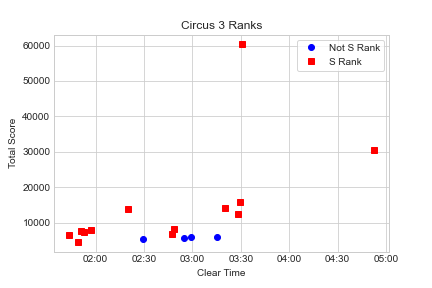 Circus 3 Ranks
Not S Rank
S Rank
60000
50000
40000
30000
20000
10000
Total Score
02:00 02:30 03:00 03:30 04:00 04:30 05:00
Clear Time